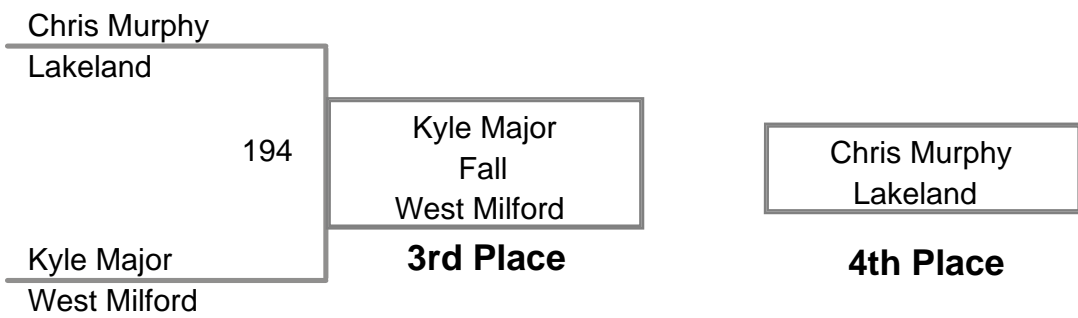 Chris Murphy
Lakeland
194
Kyle Major
West Milford
Kyle Major
Fall
West Milford
3rd Place
Chris Murphy
Lakeland
4th Place